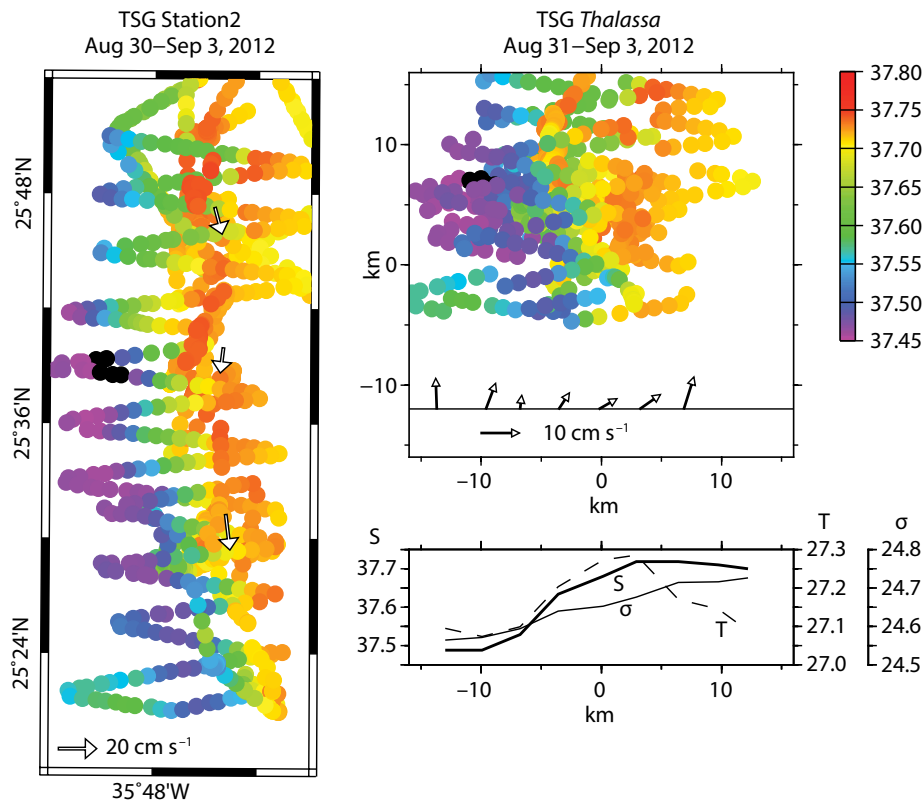 TSG Station2
Aug 30–Sep 3, 2012
25˚48'N
25˚36'N
25˚24'N
20 cm s⁻¹
35˚48'W
TSG Thalassa
Aug 31–Sep 3, 2012
km
10
0
−10
10 cm s⁻¹
−10 0 10
km
37.80
37.75
37.70
37.65
37.60
37.55
37.50
37.45
S T σ
37.7 27.3 24.8
37.6 27.2 24.7
37.5 27.1 24.6
27.0 24.5
S
σ
T
−10 0 10
km